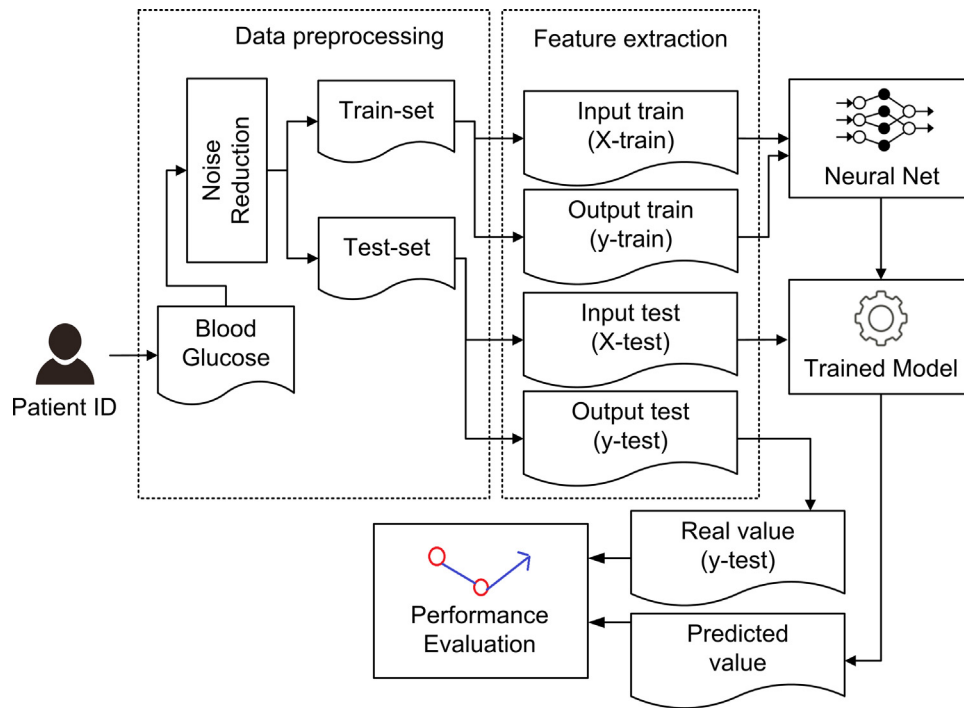 Data preprocessing
Feature extraction
Noise
Reduction
Train-set
Test-set
Blood
Glucose
Patient ID
Input train
(X-train)
Output train
(y-train)
Input test
(X-test)
Output test
(y-test)
Neural Net
Trained Model
Real value
(y-test)
Predicted
value
Performance
Evaluation